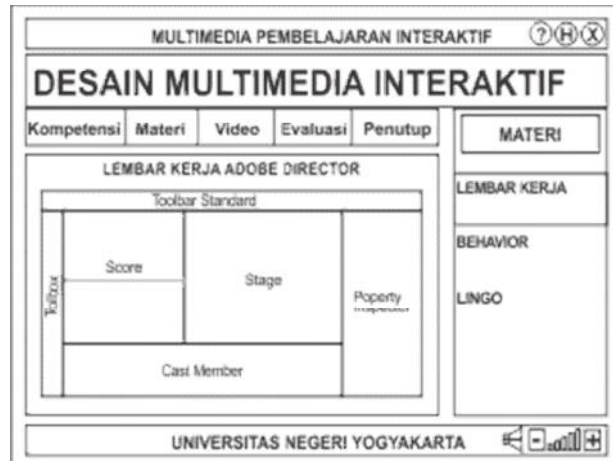 MULTIMEDIA PEMBELAJARAN INTERAKTIF ? H X
DESAIN MULTIMEDIA INTERAKTIF
Kompetensi Materi Video Evaluasi Penutup
MATERI
LEMBAR KERJA ADOBE DIRECTOR
Toolbar Standard
Toolbox
Score
Stage
Poperty
Inspector
Cast Member
LEMBAR KERJA
BEHAVIOR
LINGO
UNIVERSITAS NEGERI YOGYAKARTA - +